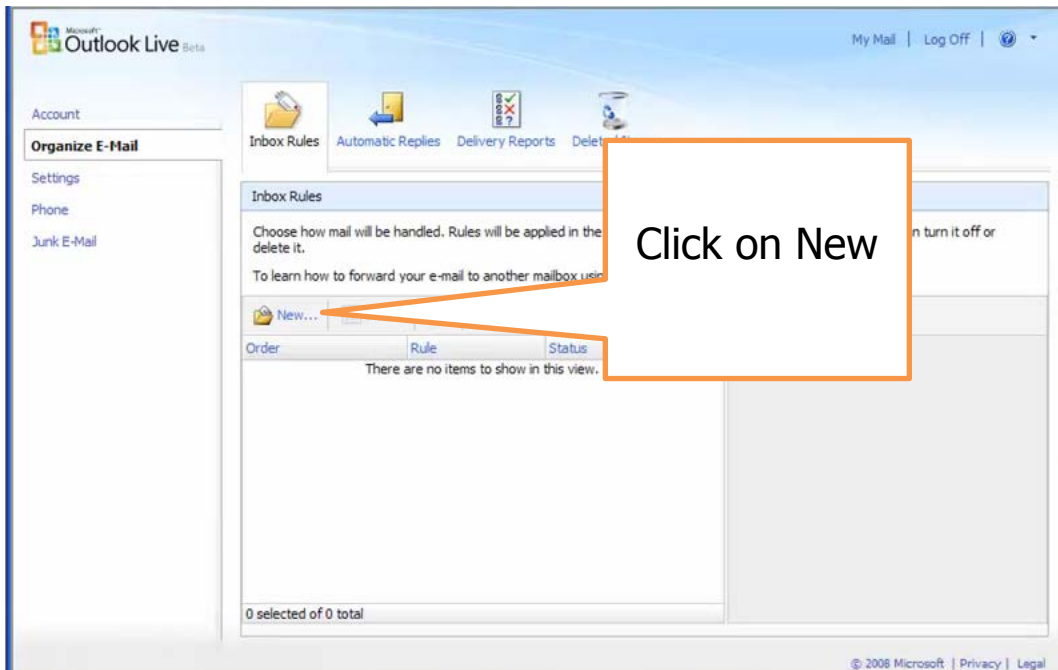 Microsoft®
Outlook Live Beta
My Mail | Log Off |
Account
Organize E-Mail
Settings
Phone
Junk E-Mail
Inbox Rules
Automatic Replies
Delivery Reports
Inbox Rules
Choose how mail will be handled. Rules will be applied in the
n turn it off or
delete it.
To learn how to forward your e-mail to another mailbox
Click on New
New...
Order
Rule
Status
There are no items to show in this view.
0 selected of 0 total
© 2008 Microsoft | Privacy | Legal